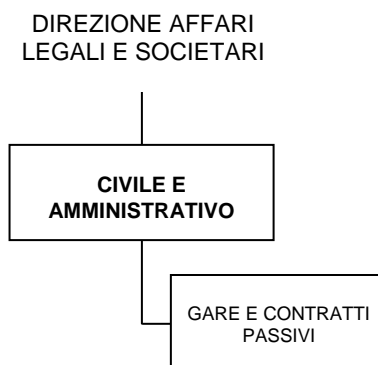 DIREZIONE AFFARI
LEGALI E SOCIETARI
CIVILE E
AMMINISTRATIVO
GARE E CONTRATTI
PASSIVI